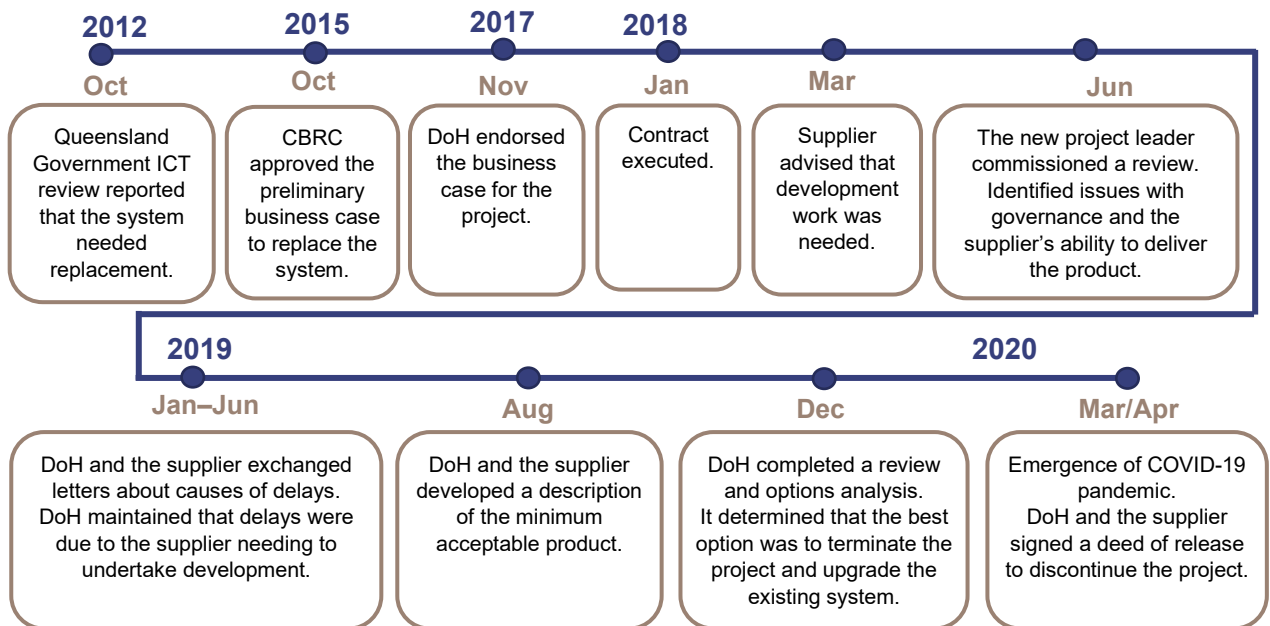 2012
Oct
Queensland
Government ICT
review reported
that the system
needed
replacement.
2015
Oct
CBRC
approved the
preliminary
business case
to replace the
system.
2017
Nov
DoH endorsed
the business
case for the
project.
2018
Jan
Contract
executed.
Mar
Supplier
advised that
development
work was
needed.
Jun
The new project leader
commissioned a review.
Identified issues with
governance and the
supplier’s ability to deliver
the product.
2019
Jan–Jun
DoH and the supplier exchanged
letters about causes of delays.
DoH maintained that delays were
due to the supplier needing to
undertake development.
Aug
DoH and the supplier
developed a description
of the minimum
acceptable product.
Dec
DoH completed a review
and options analysis.
It determined that the best
option was to terminate the
project and upgrade the
existing system.
2020
Mar/Apr
Emergence of COVID-19
pandemic.
DoH and the supplier
signed a deed of release
to discontinue the project.